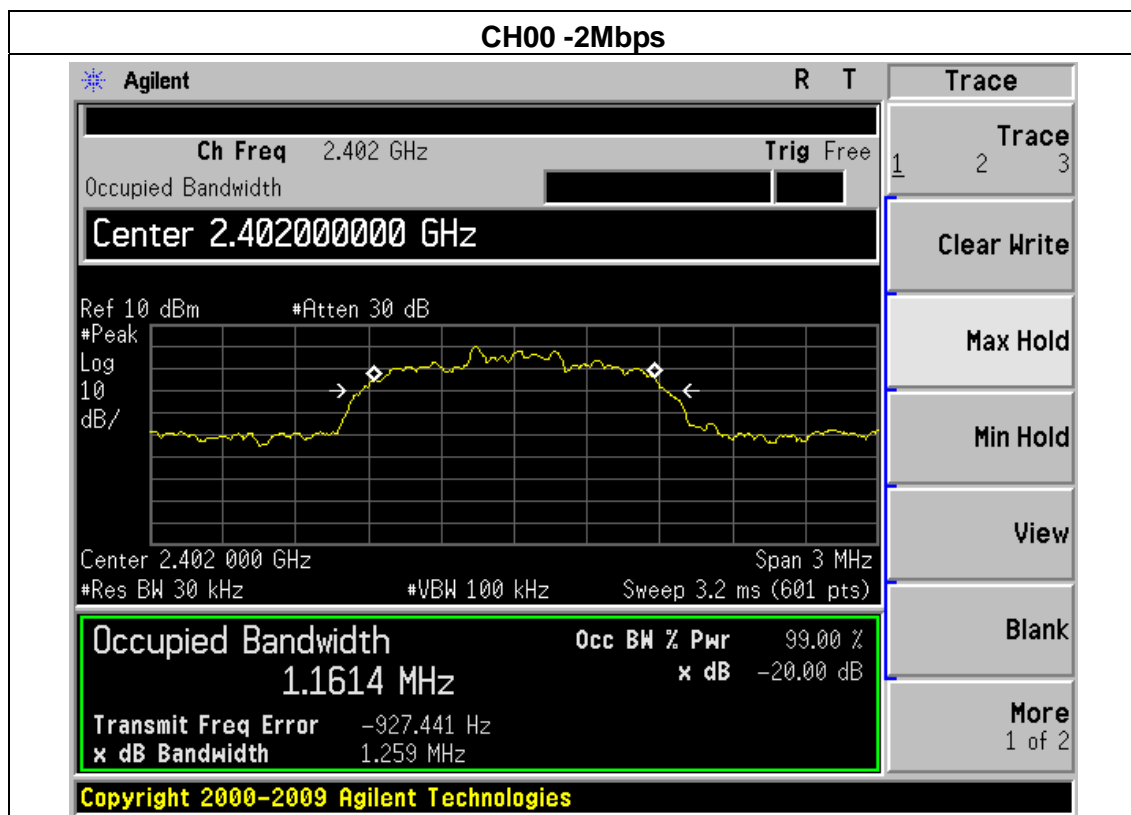 CH00 -2Mbps
Agilent R T Trace
Ch Freq 2.402 GHz Trig Free
Occupied Bandwidth
Center 2.402000000 GHz
Ref 10 dBm #Atten 30 dB
#Peak
Log
10
dB/
Center 2.402 000 GHz Span 3 MHz
#Res BW 30 kHz #VBW 100 kHz Sweep 3.2 ms (601 pts)
Occupied Bandwidth Occ BW % Pwr 99.00 %
1.1614 MHz x dB -20.00 dB
Transmit Freq Error -927.441 Hz
x dB Bandwidth 1.259 MHz
Copyright 2000-2009 Agilent Technologies
Trace
1 2 3
Clear Write
Max Hold
Min Hold
View
Blank
More
1 of 2